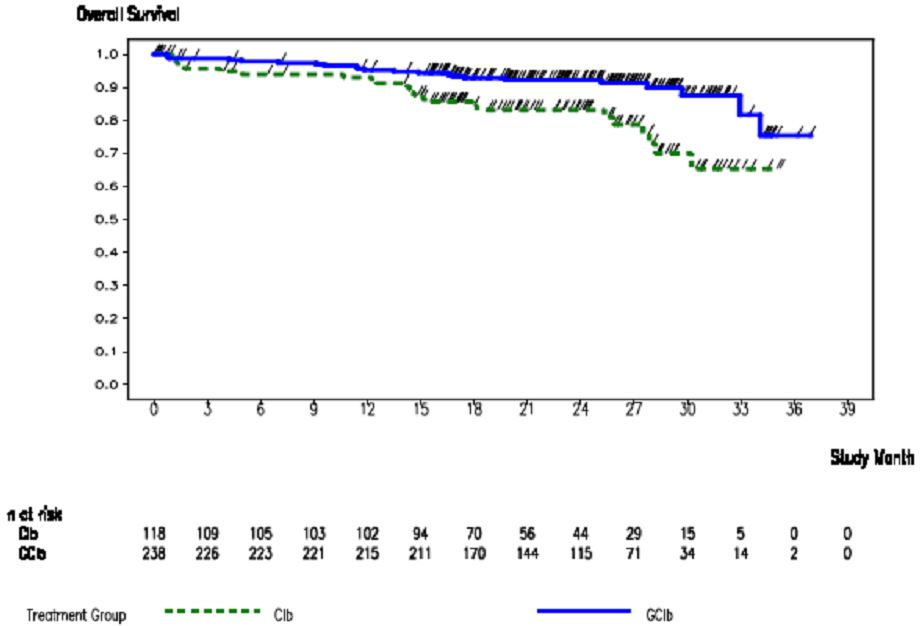 Overall Survival
1.0
0.9
0.8
0.7
0.6
0.5
0.4
0.3
0.2
0.1
0.0
0 3 6 9 12 15 18 21 24 27 30 33 36 39
Study Month
n at risk
Clb 118 109 105 103 102 94 70 56 44 29 15 5 0 0
GClb 238 226 223 221 215 211 170 144 115 71 34 14 2 0
Treatment Group Clb GClb